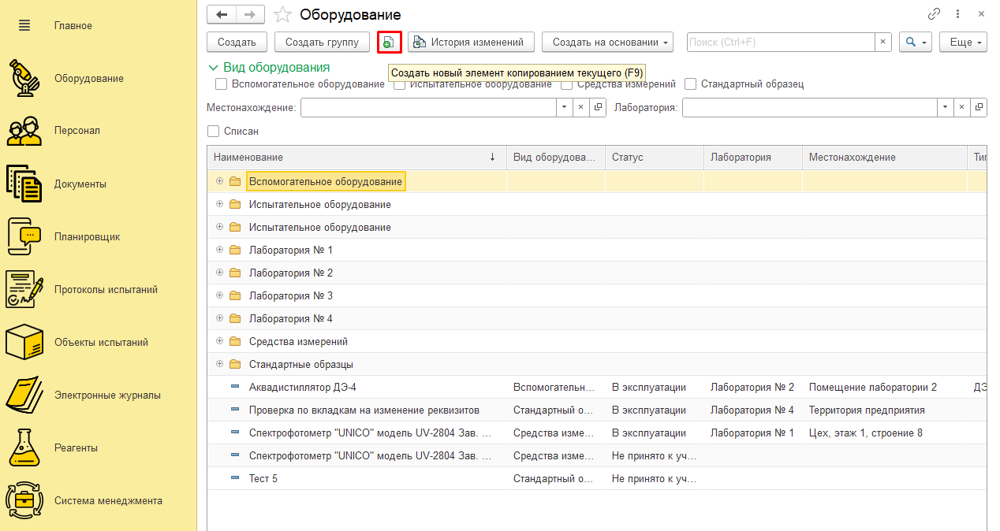 Главное
Оборудование
Персонал
Документы
Планировщик
Протоколы испытаний
Объекты испытаний
Электронные журналы
Реагенты
Система менеджмента
Оборудование
Создать
Создать группу
История изменений
Создать на основании
Поиск (Ctrl+F)
Еще
Вид оборудования
Создать новый элемент копированием текущего (F9)
Вспомогательное оборудование Испытательное оборудование Средства измерений Стандартный образец
Местонахождение: Лаборатория:
Списан
Наименование Вид оборудова... Статус Лаборатория Местонахождение
Вспомогательное оборудование
Испытательное оборудование
Испытательное оборудование
Лаборатория № 1
Лаборатория № 2
Лаборатория № 3
Лаборатория № 4
Средства измерений
Стандартные образцы
Аквадистиллятор ДЭ-4 Вспомогательн... В эксплуатации Лаборатория № 2 Помещение лаборатории 2 ДЭ
Проверка по вкладкам на изменение реквизитов Стандартный о... В эксплуатации Лаборатория № 4 Территория предприятия
Спектрофотометр "UNICO" модель UV-2804 Зав. ... Средства изме... В эксплуатации Лаборатория № 1 Цех, этаж 1, строение 8
Спектрофотометр "UNICO" модель UV-2804 Зав. ... Средства изме... Не принято к уч...
Тест 5 Стандартный о... Не принято к уч...